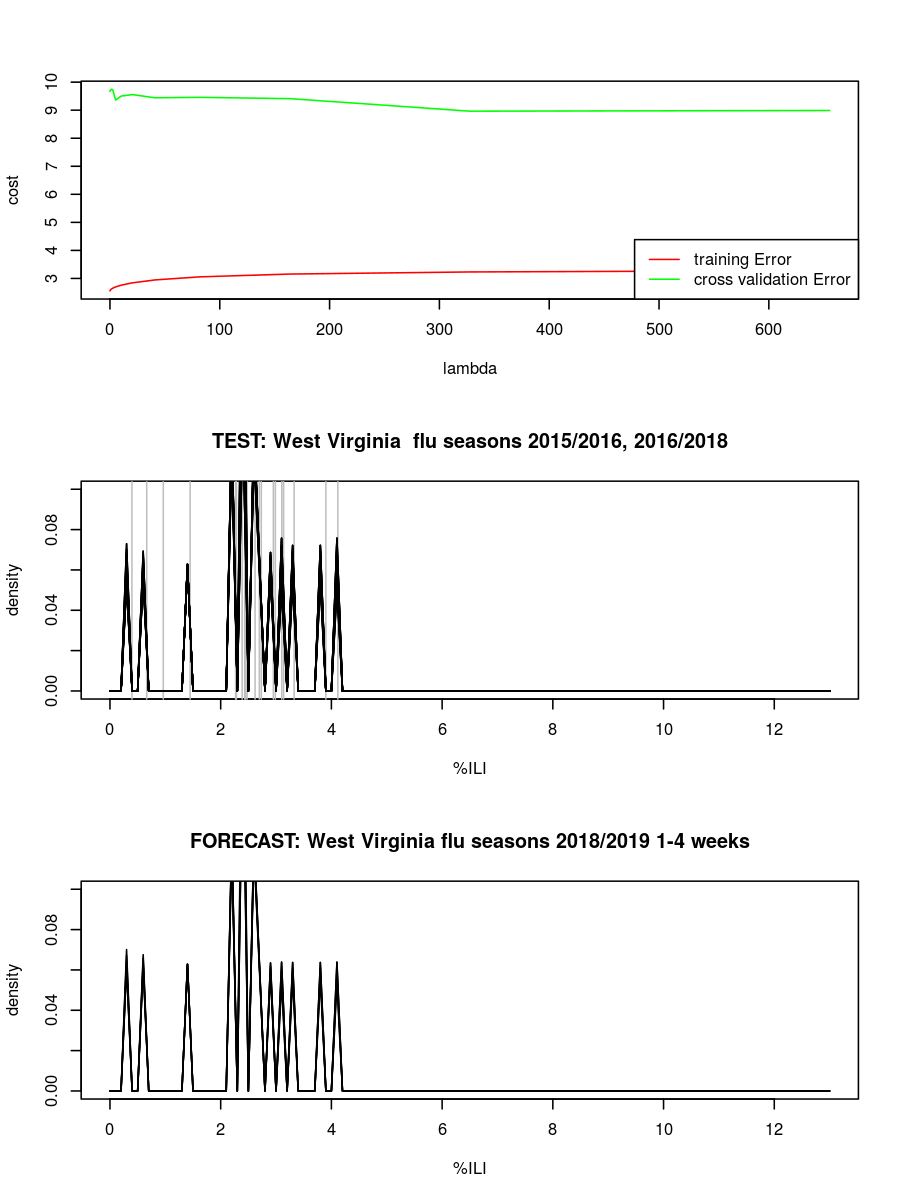 cost
10
9
8
7
6
5
4
3
training Error
cross validation Error
0 100 200 300 400 500 600
lambda
TEST: West Virginia  flu seasons 2015/2016, 2016/2018
density
0.08
0.04
0.00
0 2 4 6 8 10 12
%ILI
FORECAST: West Virginia flu seasons 2018/2019 1-4 weeks
density
0.08
0.04
0.00
0 2 4 6 8 10 12
%ILI